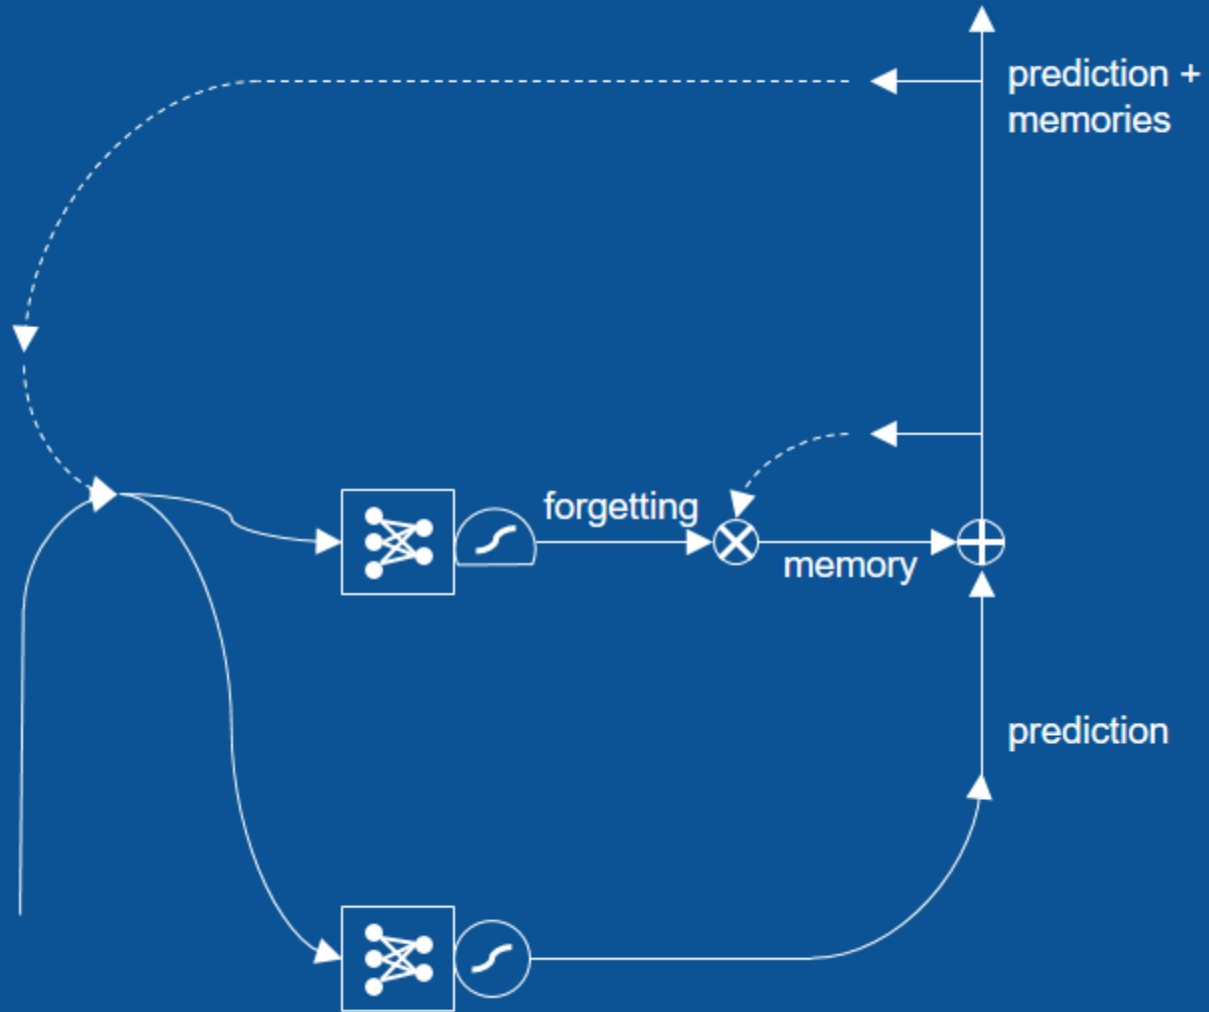 prediction +
memories
forgetting
memory
prediction